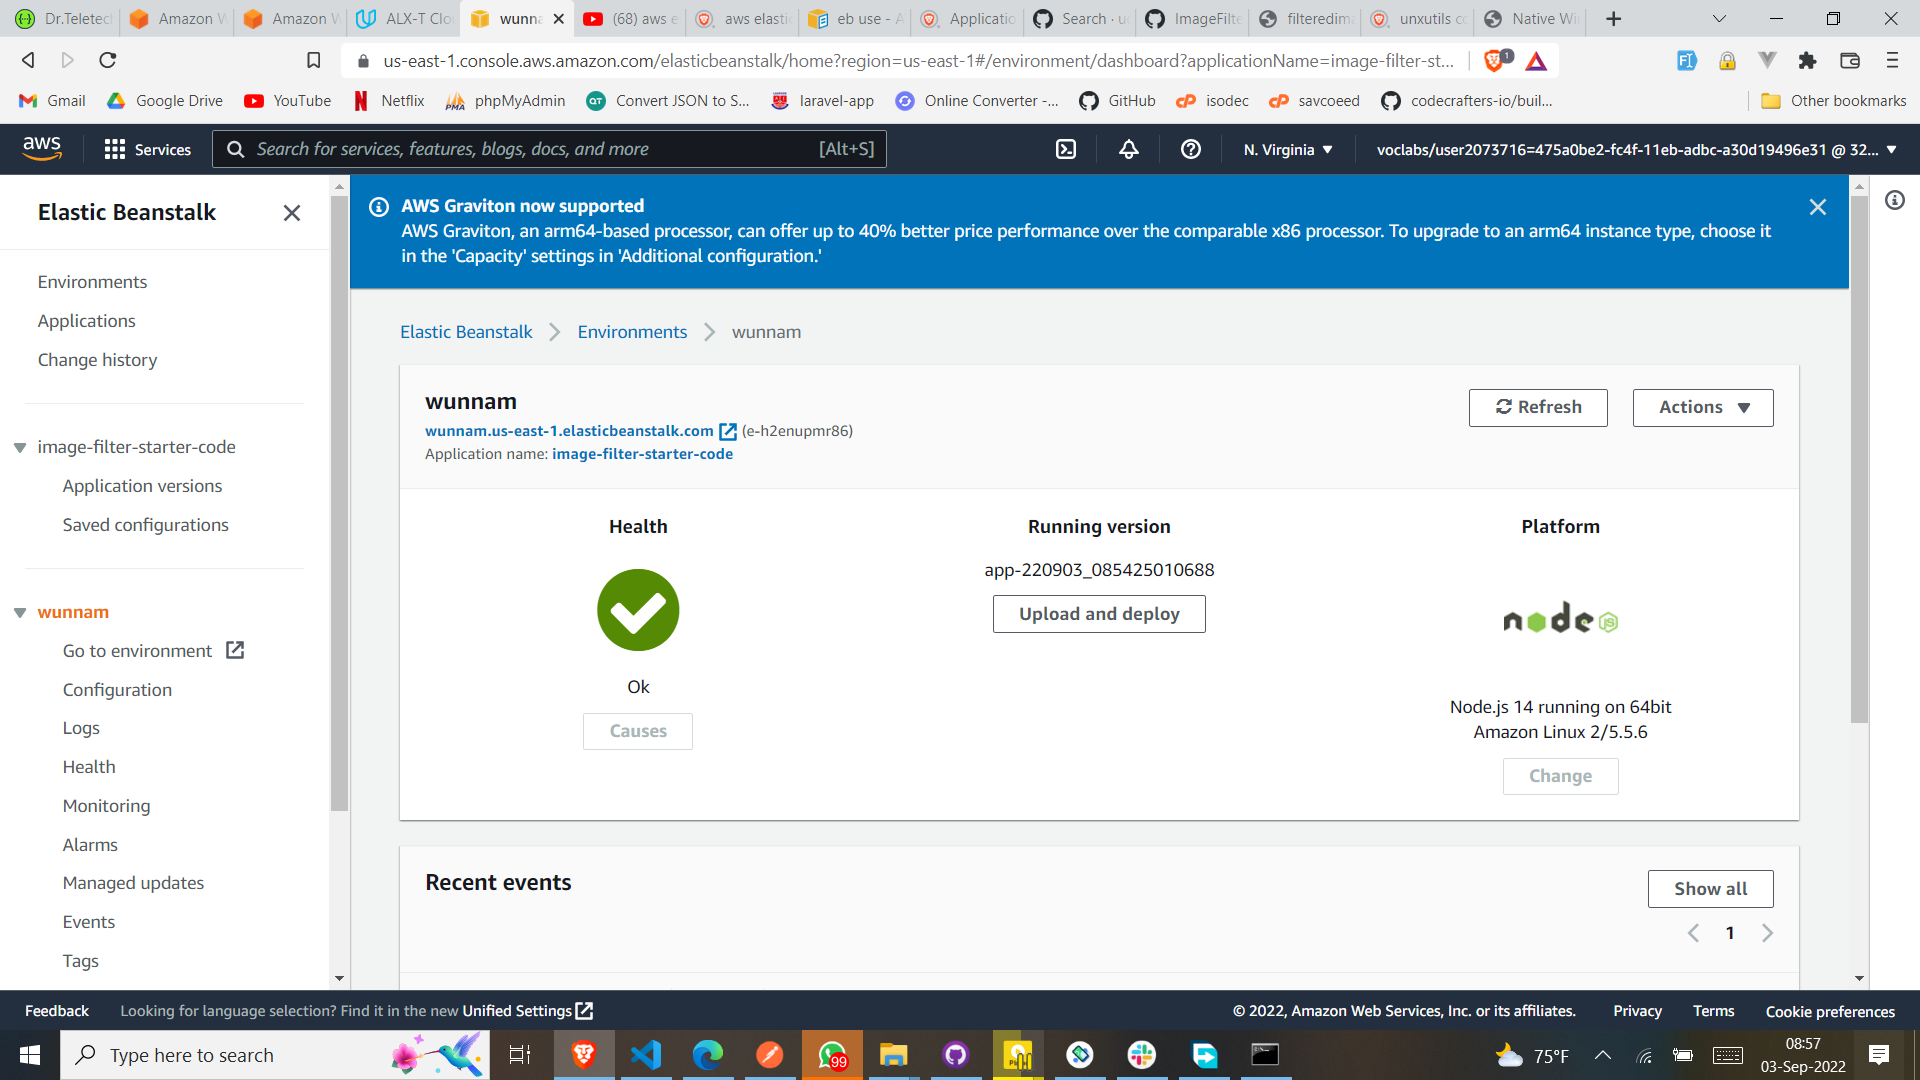 Dr.Teletec
Amazon W
Amazon W
ALX-T Clo
wunna
(68) aws e
aws elasti
eb use - A
Applicatio
Search · u
ImageFilte
filteredim
unxutils c
Native Wi
us-east-1.console.aws.amazon.com/elasticbeanstalk/home?region=us-east-1#/environment/dashboard?applicationName=image-filter-st...
1
Gmail
Google Drive
YouTube
Netflix
phpMyAdmin
Convert JSON to S...
laravel-app
Online Converter -...
GitHub
isodec
savcoeed
codecrafters-io/buil...
Other bookmarks
aws
Services
Search for services, features, blogs, docs, and more
[Alt+S]
N. Virginia
voclabs/user2073716=475a0be2-fc4f-11eb-adbc-a30d19496e31 @ 32...
Elastic Beanstalk
Environments
Applications
Change history
image-filter-starter-code
Application versions
Saved configurations
wunnam
Go to environment
Configuration
Logs
Health
Monitoring
Alarms
Managed updates
Events
Tags
AWS Graviton now supported
AWS Graviton, an arm64-based processor, can offer up to 40% better price performance over the comparable x86 processor. To upgrade to an arm64 instance type, choose it
in the 'Capacity' settings in 'Additional configuration.'
Elastic Beanstalk
Environments
wunnam
wunnam
wunnam.us-east-1.elasticbeanstalk.com (e-h2enupmr86)
Application name: image-filter-starter-code
Refresh
Actions
Health
Ok
Causes
Running version
app-220903_085425010688
Upload and deploy
Platform
node JS
Node.js 14 running on 64bit
Amazon Linux 2/5.5.6
Change
Recent events
Show all
1
Feedback
Looking for language selection? Find it in the new Unified Settings
© 2022, Amazon Web Services, Inc. or its affiliates.
Privacy
Terms
Cookie preferences
Type here to search
99
75°F
08:57
03-Sep-2022